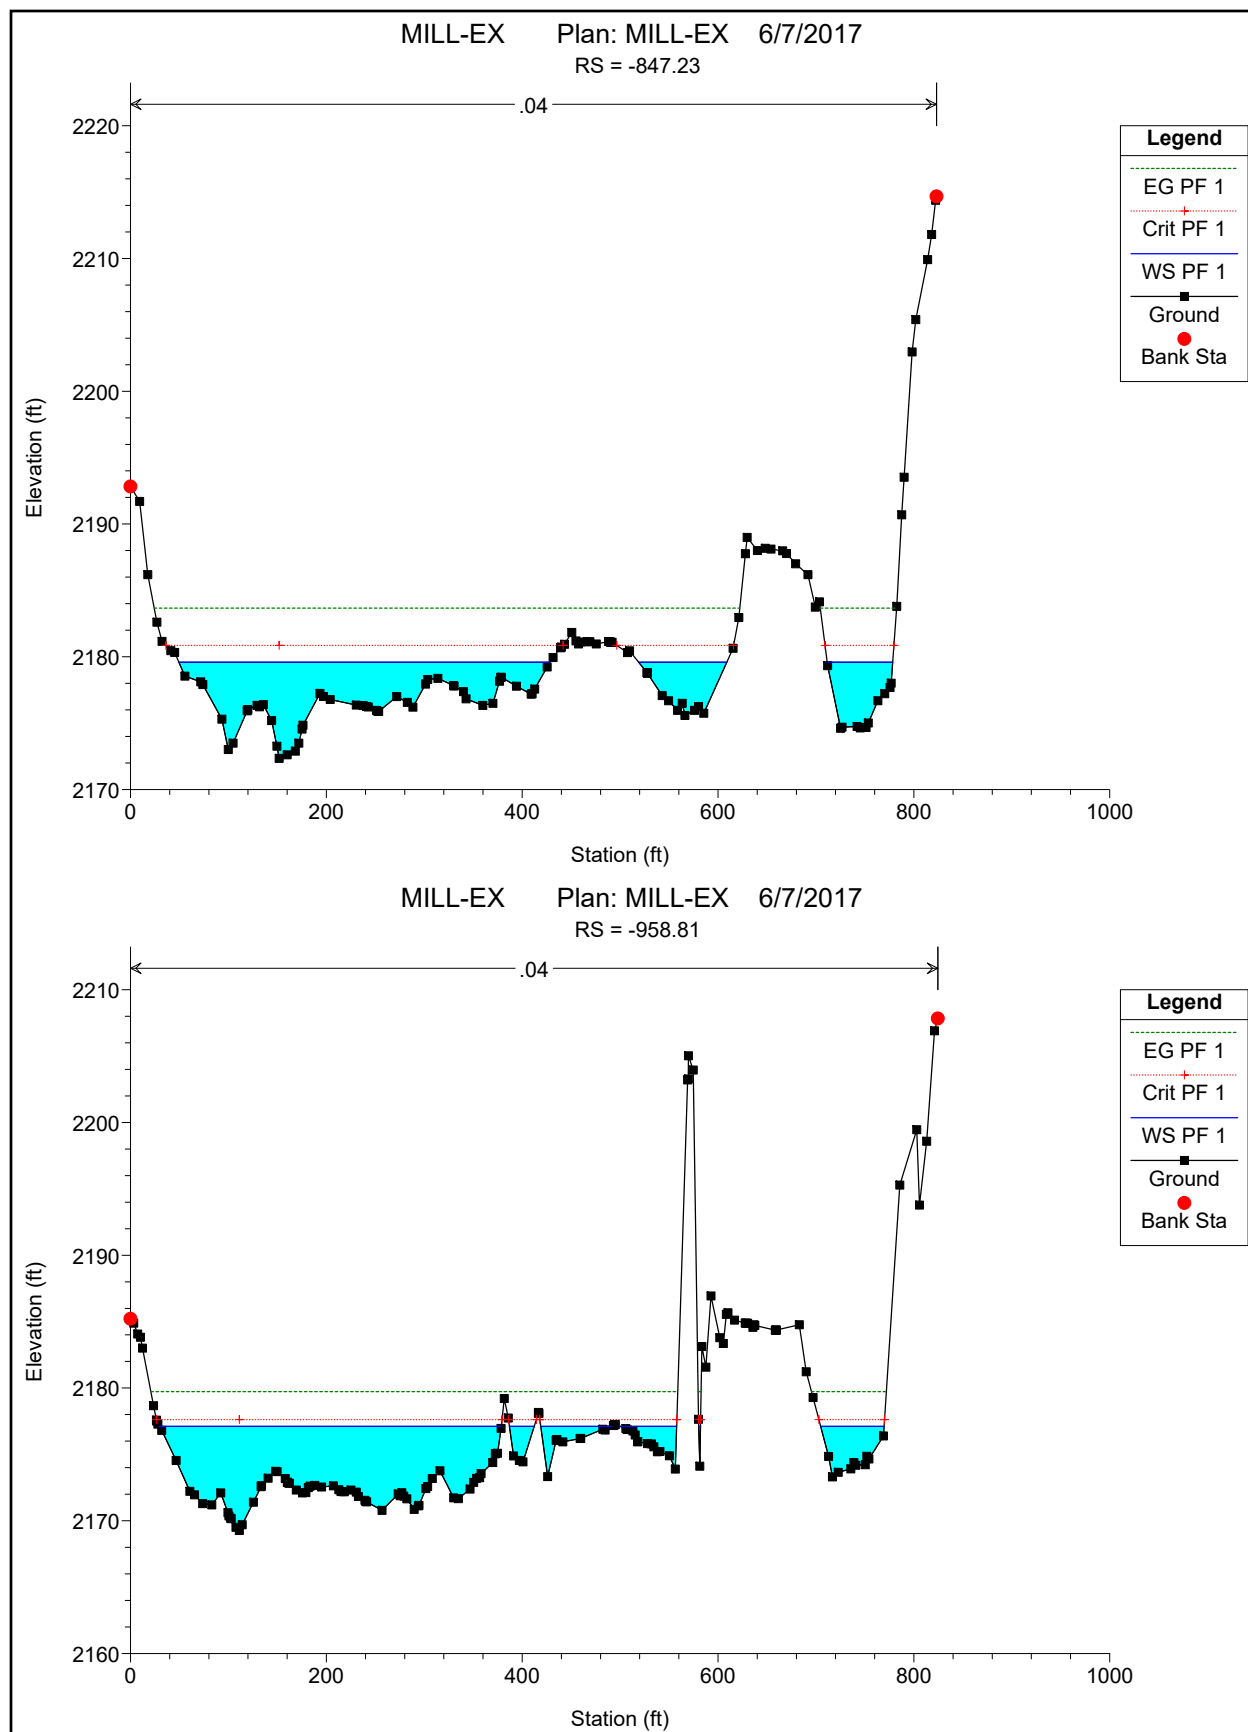 MILL-EX Plan: MILL-EX 6/7/2017
RS = -847.23
.04
2220
2210
2200
2190
2180
2170
Elevation (ft)
0 200 400 600 800 1000
Station (ft)
Legend
EG PF 1
Crit PF 1
WS PF 1
Ground
Bank Sta
MILL-EX Plan: MILL-EX 6/7/2017
RS = -958.81
.04
2210
2200
2190
2180
2170
2160
Elevation (ft)
0 200 400 600 800 1000
Station (ft)
Legend
EG PF 1
Crit PF 1
WS PF 1
Ground
Bank Sta